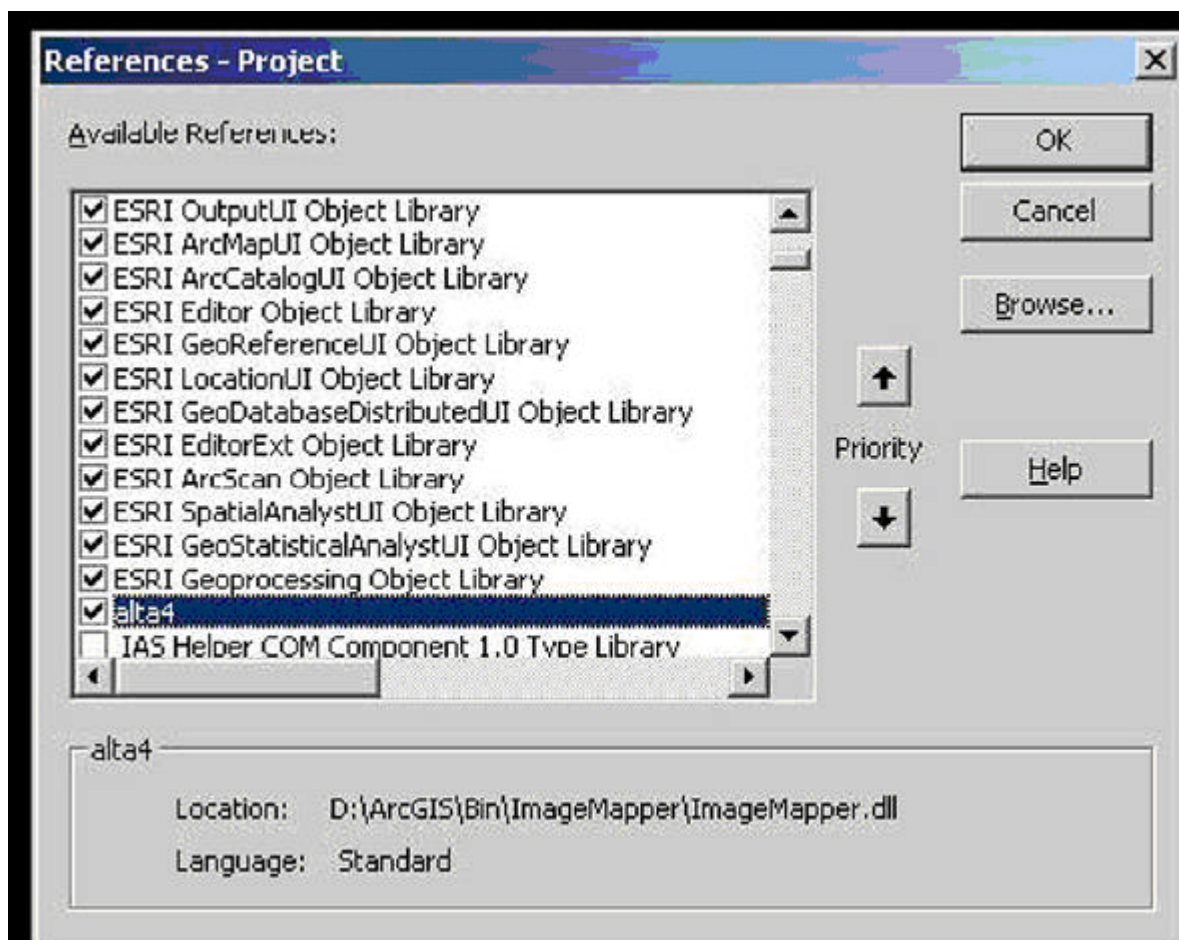 References - Project
Available References:
ESRI OutputUI Object Library
ESRI ArcMapUI Object Library
ESRI ArcCatalogUI Object Library
ESRI Editor Object Library
ESRI GeoReferenceUI Object Library
ESRI LocationUI Object Library
ESRI GeoDatabaseDistributedUI Object Library
ESRI EditorExt Object Library
ESRI ArcScan Object Library
ESRI SpatialAnalystUI Object Library
ESRI GeoStatisticalAnalystUI Object Library
ESRI Geoprocessing Object Library
alta4
IAS Helper COM Component 1.0 Type Library
Priority
OK
Cancel
Browse...
Help
alta4
Location: D:\ArcGIS\Bin\ImageMapper\ImageMapper.dll
Language: Standard